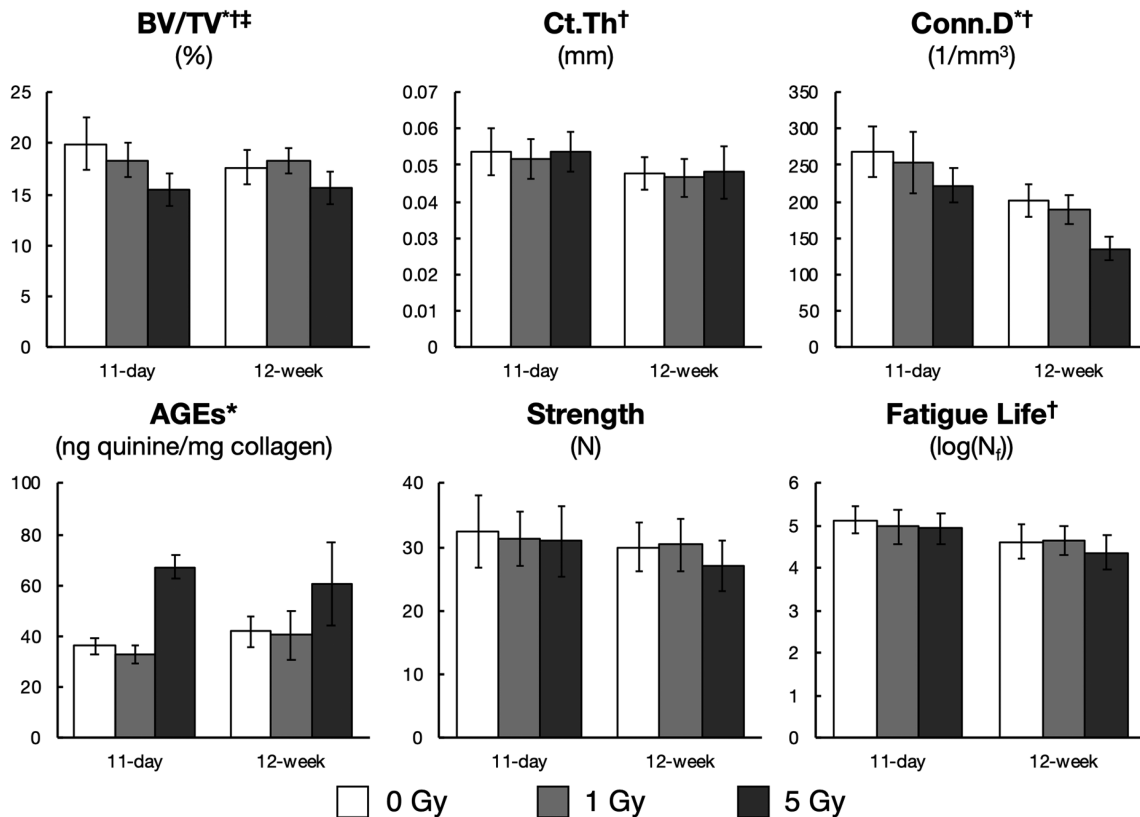 BV/TV*†‡
(%)
25
20
15
10
5
0
11-day 12-week
Ct.Th†
(mm)
0.07
0.06
0.05
0.04
0.03
0.02
0.01
0
11-day 12-week
Conn.D*†
(1/mm³)
350
300
250
200
150
100
50
0
11-day 12-week
AGEs*
(ng quinine/mg collagen)
100
80
60
40
20
0
11-day 12-week
Strength
(N)
40
30
20
10
0
11-day 12-week
Fatigue Life†
(log(Nf))
6
5
4
3
2
1
0
11-day 12-week
0 Gy 1 Gy 5 Gy